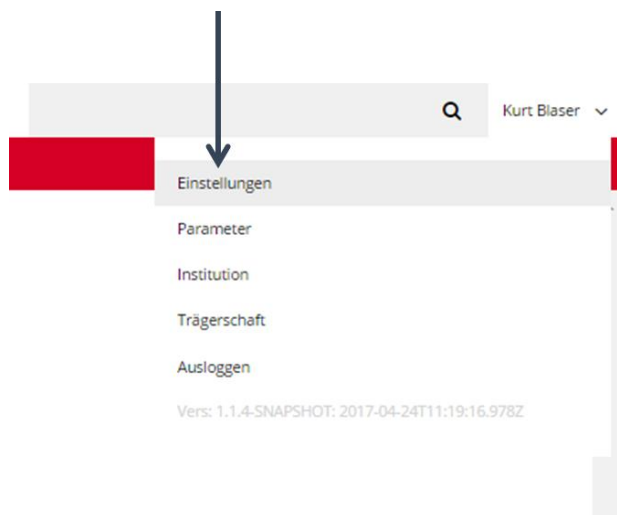 Kurt Blaser
Einstellungen
Parameter
Institution
Trägerschaft
Ausloggen
Vers: 1.1.4-SNAPSHOT: 2017-04-24T11:19:16.978Z